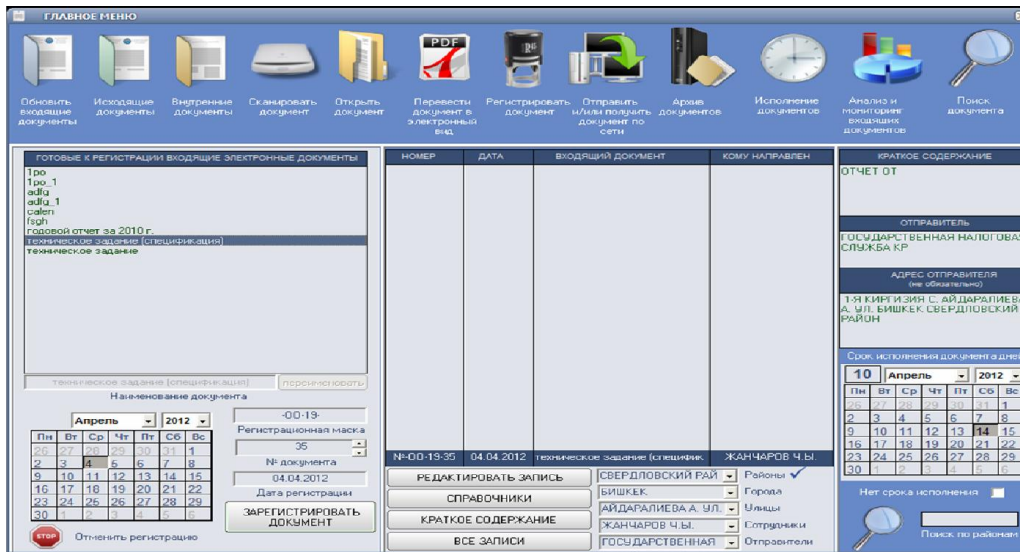 ГЛАВНОЕ МЕНЮ
Обновить входящие документы
Исходящие документы
Внутренние документы
Сканировать документ
Открыть документ
Перевести документ в электронный вид
Регистрировать документ
Отправить и/или получить документ по сети
Архив документов
Исполнение документов
Анализ и мониторинг входящих документов
Поиск документа
ГОТОВЫЕ К РЕГИСТРАЦИИ ВХОДЯЩИЕ ЭЛЕКТРОННЫЕ ДОКУМЕНТЫ
1po
1po_1
adfg
adfg_1
calen
fsgh
годовой отчет за 2010 г.
техническое задание (спецификация)
техническое задание
техническое задание (спецификация) переименовать
Наименование документа
Апрель 2012
Пн Вт Ср Чт Пт Сб Вс
26 27 28 29 30 31 1
2 3 4 5 6 7 8
9 10 11 12 13 14 15
16 17 18 19 20 21 22
23 24 25 26 27 28 29
30 1 2 3 4 5 6
STOP Отменить регистрацию
-00-19-
Регистрационная маска
35
№ документа
04.04.2012
Дата регистрации
ЗАРЕГИСТРИРОВАТЬ
ДОКУМЕНТ
НОМЕР ДАТА ВХОДЯЩИЙ ДОКУМЕНТ КОМУ НАПРАВЛЕН
№-00-19-35 04.04.2012 техническое задание (специфик ЖАНЧАРОВ Ч.Ы.
РЕДАКТИРОВАТЬ ЗАПИСЬ СВЕРДЛОВСКИЙ РАЙ Районы
СПРАВОЧНИКИ БИШКЕК Города
АЙДАРАЛИЕВА А. УЛ. Улицы
КРАТКОЕ СОДЕРЖАНИЕ ЖАНЧАРОВ Ч.Ы. Сотрудники
ВСЕ ЗАПИСИ ГОСУДАРСТВЕННАЯ Отправители
КРАТКОЕ СОДЕРЖАНИЕ
ОТЧЕТ ОТ
ОТПРАВИТЕЛЬ
ГОСУДАРСТВЕННАЯ НАЛОГОВАЯ
СЛУЖБА КР
АДРЕС ОТПРАВИТЕЛЯ
(не обязательно)
1-Я КИРГИЗИЯ С. АЙДАРАЛИЕВА
А. УЛ. БИШКЕК СВЕРДЛОВСКИЙ
РАЙОН
Срок исполнения документа дней
10 Апрель 2012
Пн Вт Ср Чт Пт Сб Вс
26 27 28 29 30 31 1
2 3 4 5 6 7 8
9 10 11 12 13 14 15
16 17 18 19 20 21 22
23 24 25 26 27 28 29
30 1 2 3 4 5 6
Нет срока исполнения
Поиск по районам